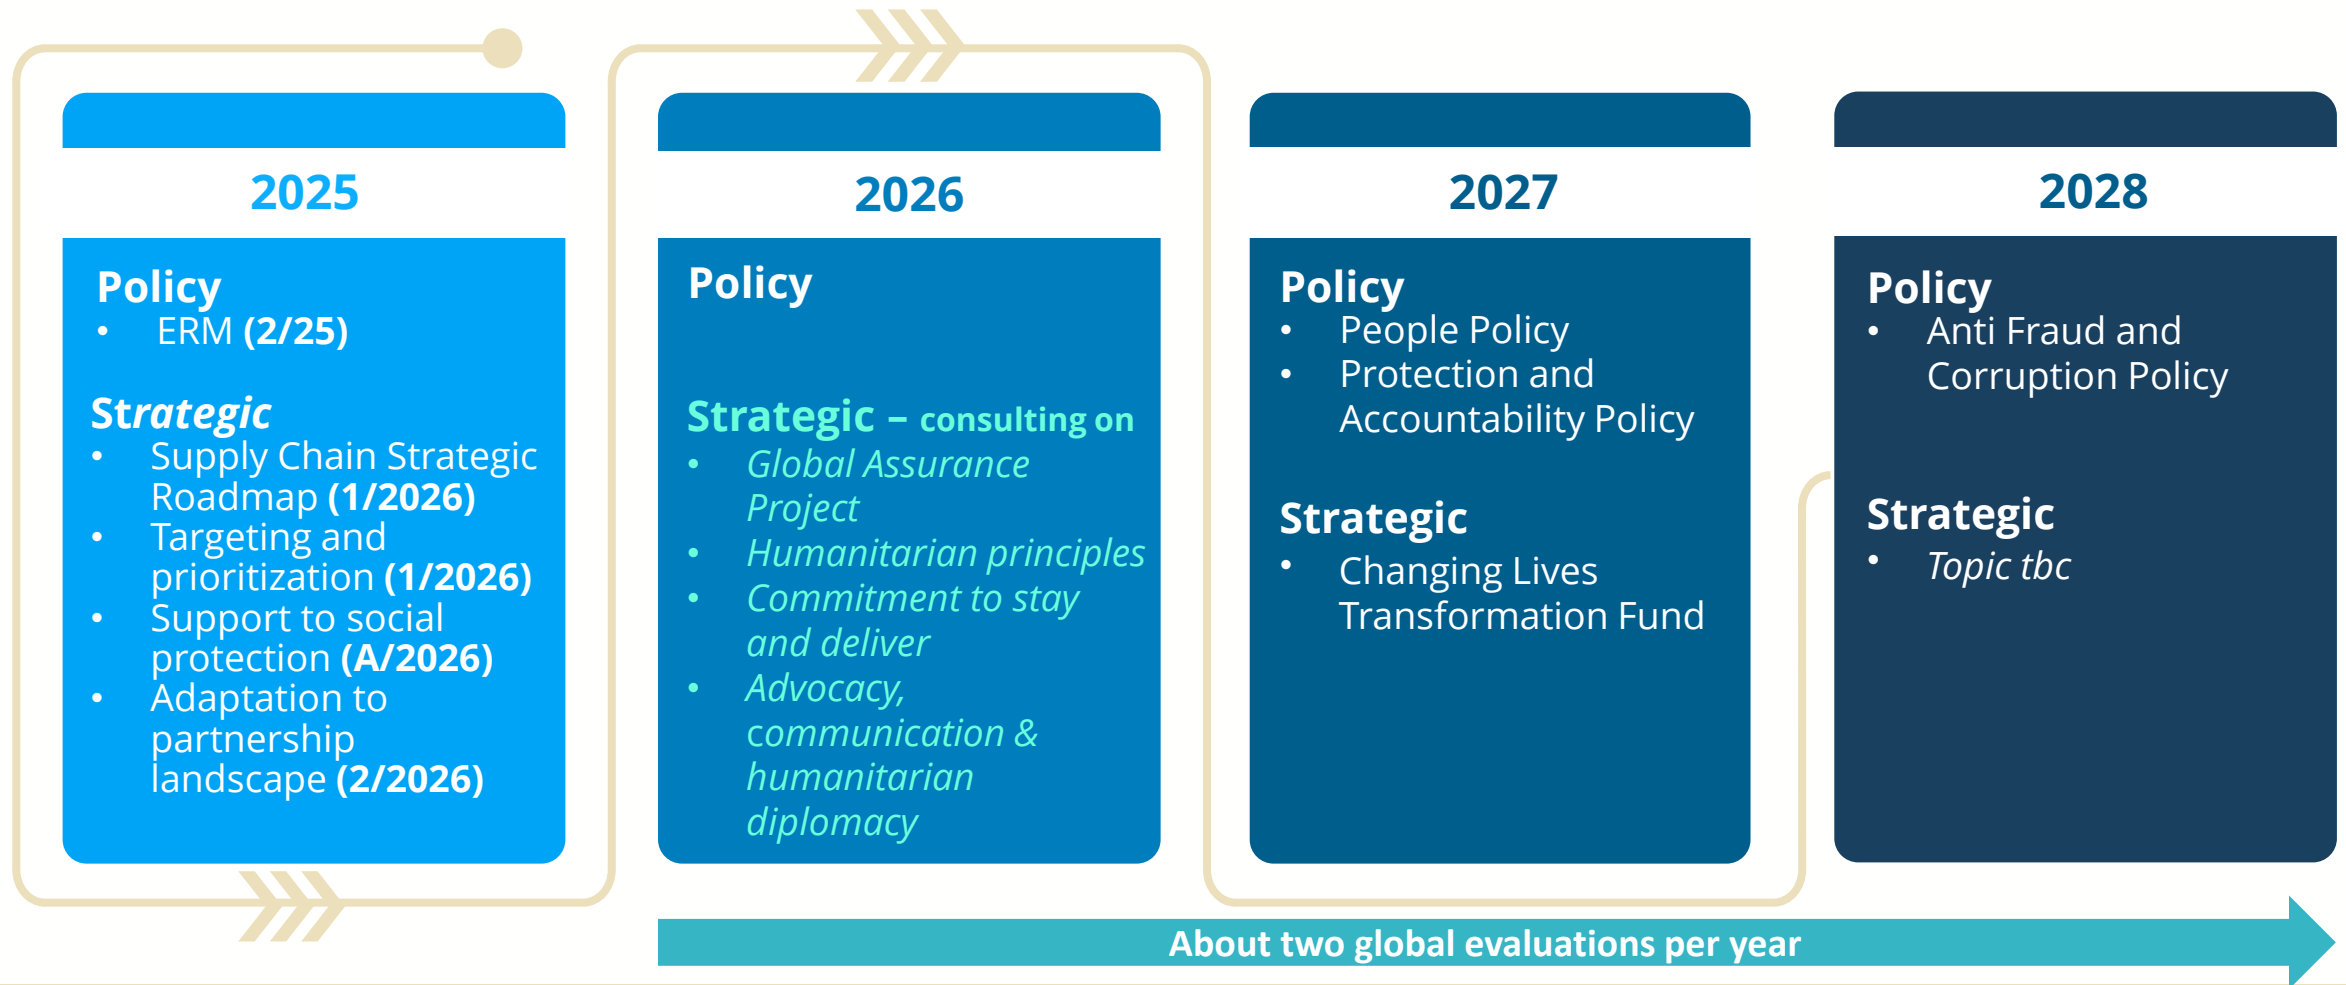 2025
Policy
• ERM (2/25)
Strategic
• Supply Chain Strategic
Roadmap (1/2026)
• Targeting and
prioritization (1/2026)
• Support to social
protection (A/2026)
• Adaptation to
partnership
landscape (2/2026)
2026
Policy
Strategic – consulting on
• Global Assurance
Project
• Humanitarian principles
• Commitment to stay
and deliver
• Advocacy,
communication &
humanitarian
diplomacy
2027
Policy
• People Policy
• Protection and
Accountability Policy
Strategic
• Changing Lives
Transformation Fund
2028
Policy
• Anti Fraud and
Corruption Policy
Strategic
• Topic tbc
About two global evaluations per year